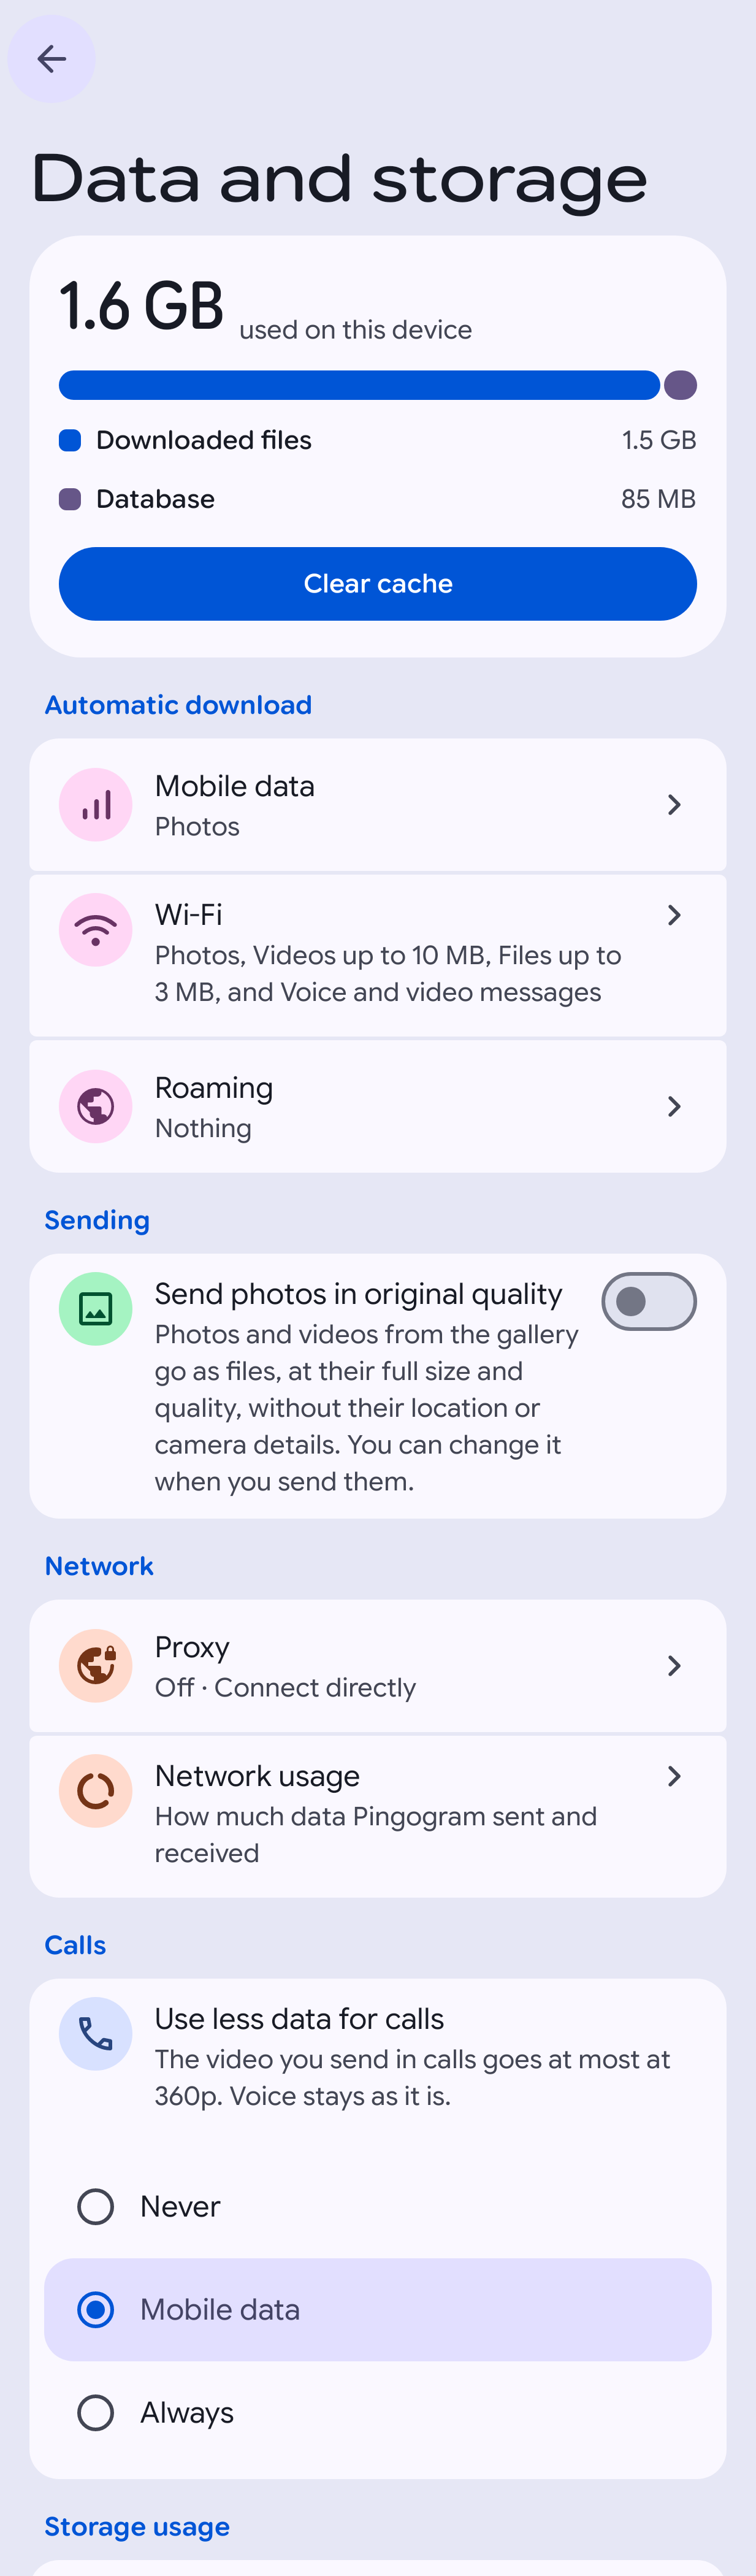 Data and storage
1.6 GB used on this device
Downloaded files 1.5 GB
Database 85 MB
Clear cache
Automatic download
Mobile data
Photos
Wi-Fi
Photos, Videos up to 10 MB, Files up to
3 MB, and Voice and video messages
Roaming
Nothing
Sending
Send photos in original quality
Photos and videos from the gallery
go as files, at their full size and
quality, without their location or
camera details. You can change it
when you send them.
Network
Proxy
Off · Connect directly
Network usage
How much data Pingogram sent and
received
Calls
Use less data for calls
The video you send in calls goes at most at
360p. Voice stays as it is.
Never
Mobile data
Always
Storage usage